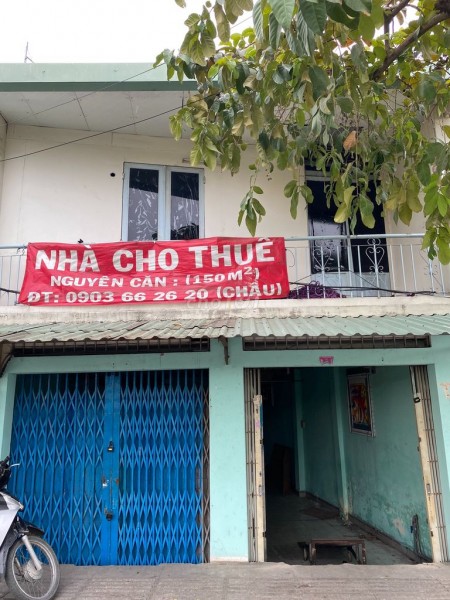 NHÀ CHO THUÊ
NGUYÊN CĂN : (150M²)
ĐT: 0903 66 26 20 (CHÂU)